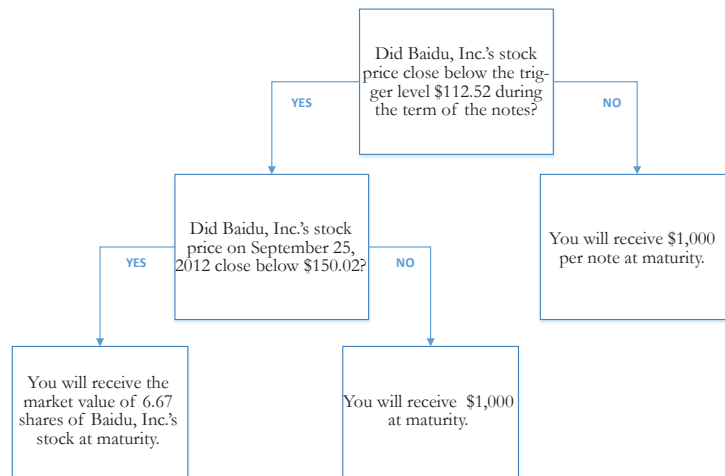 Did Baidu, Inc.'s stock
price close below the trig-
ger level $112.52 during
the term of the notes?
YES
NO
Did Baidu, Inc.'s stock
price on September 25,
2012 close below $150.02?
You will receive $1,000
per note at maturity.
YES
NO
You will receive the
market value of 6.67
shares of Baidu, Inc.'s
stock at maturity.
You will receive $1,000
at maturity.